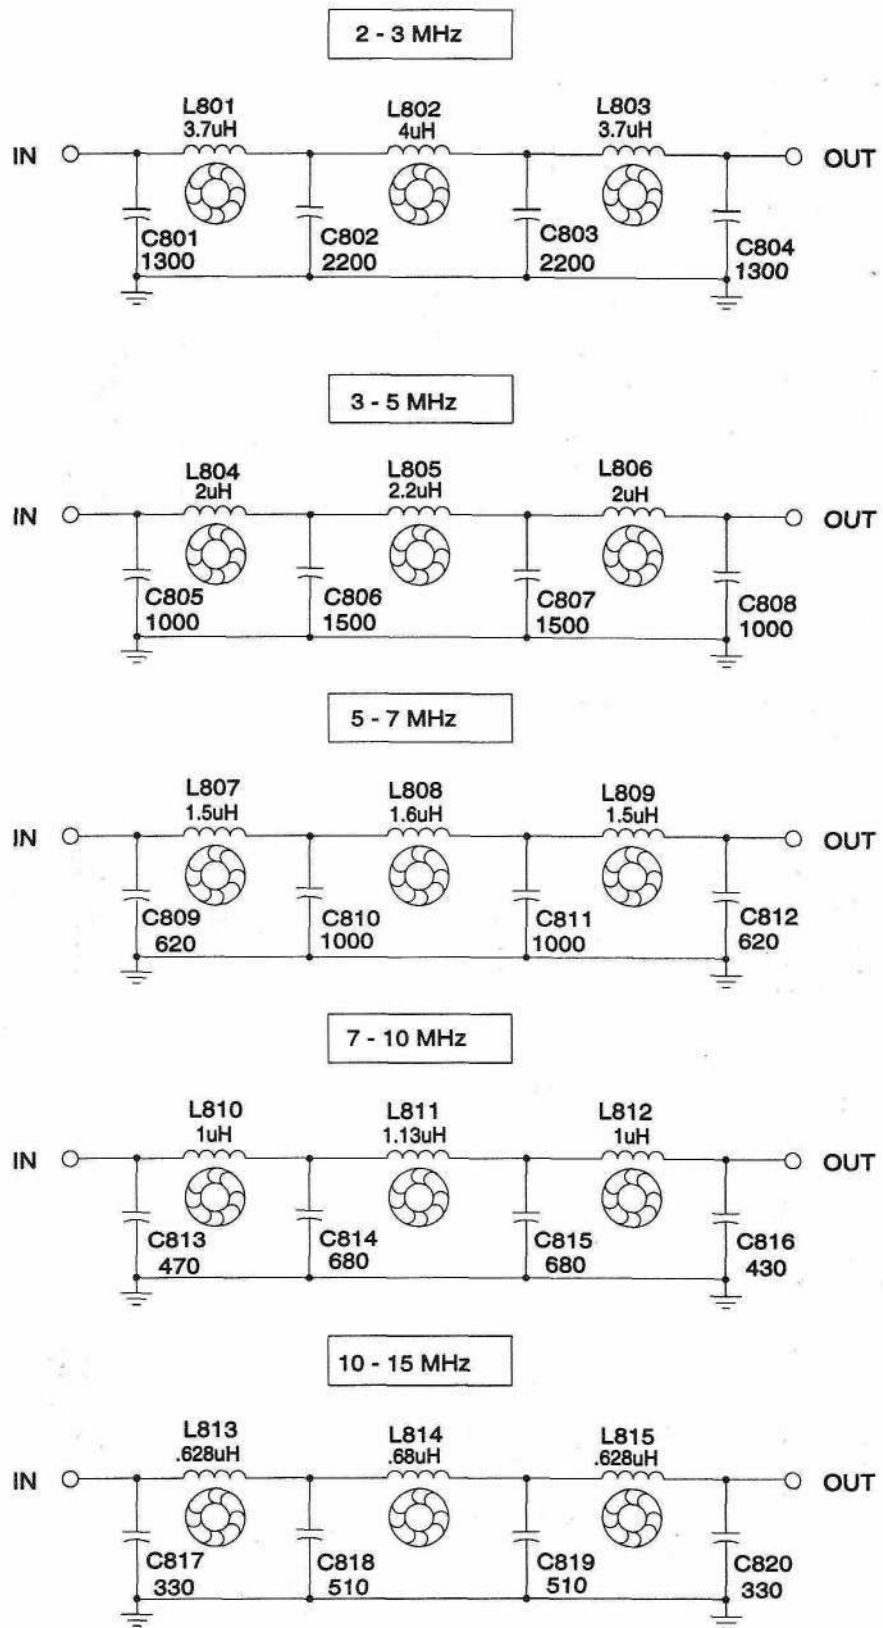 2 - 3 MHz
L801
3.7uH
L802
4uH
L803
3.7uH
IN
OUT
C801
1300
C802
2200
C803
2200
C804
1300
3 - 5 MHz
L804
2uH
L805
2.2uH
L806
2uH
IN
OUT
C805
1000
C806
1500
C807
1500
C808
1000
5 - 7 MHz
L807
1.5uH
L808
1.6uH
L809
1.5uH
IN
OUT
C809
620
C810
1000
C811
1000
C812
620
7 - 10 MHz
L810
1uH
L811
1.13uH
L812
1uH
IN
OUT
C813
470
C814
680
C815
680
C816
430
10 - 15 MHz
L813
.628uH
L814
.68uH
L815
.628uH
IN
OUT
C817
330
C818
510
C819
510
C820
330